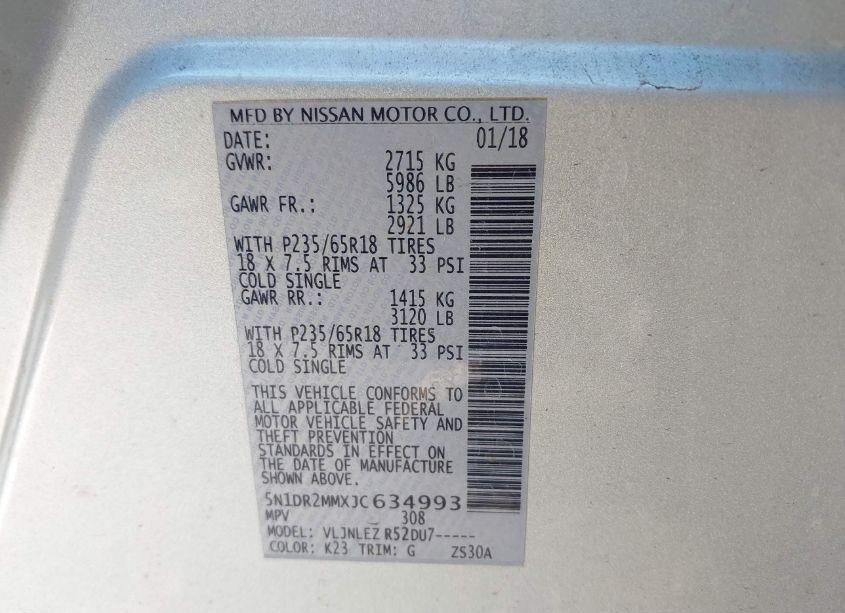 MFD BY NISSAN MOTOR CO., LTD.
DATE: 01/18
GVWR: 2715 KG
5986 LB
GAWR FR.: 1325 KG
2921 LB
WITH P235/65R18 TIRES
18 X 7.5 RIMS AT 33 PSI
COLD SINGLE
GAWR RR.: 1415 KG
3120 LB
WITH P235/65R18 TIRES
18 X 7.5 RIMS AT 33 PSI
COLD SINGLE
THIS VEHICLE CONFORMS TO
ALL APPLICABLE FEDERAL
MOTOR VEHICLE SAFETY AND
THEFT PREVENTION
STANDARDS IN EFFECT ON
THE DATE OF MANUFACTURE
SHOWN ABOVE.
5N1DR2MMXJC634993
MPV 308
MODEL: VLJNLEZ R52DU7-----
COLOR: K23 TRIM: G ZS30A